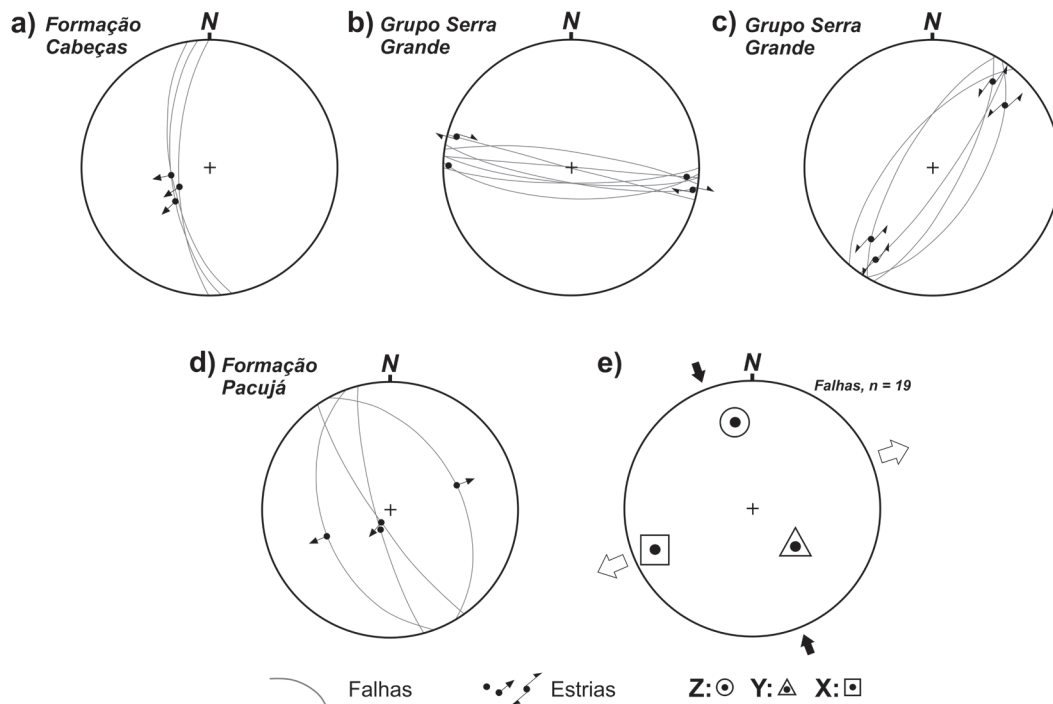 a) Formação
Cabeças
N
b) Grupo Serra
Grande
N
c) Grupo Serra
Grande
N
d) Formação
Pacujá
N
e)
N
Falhas, n = 19
Falhas
Estrias
Z: Y: X: